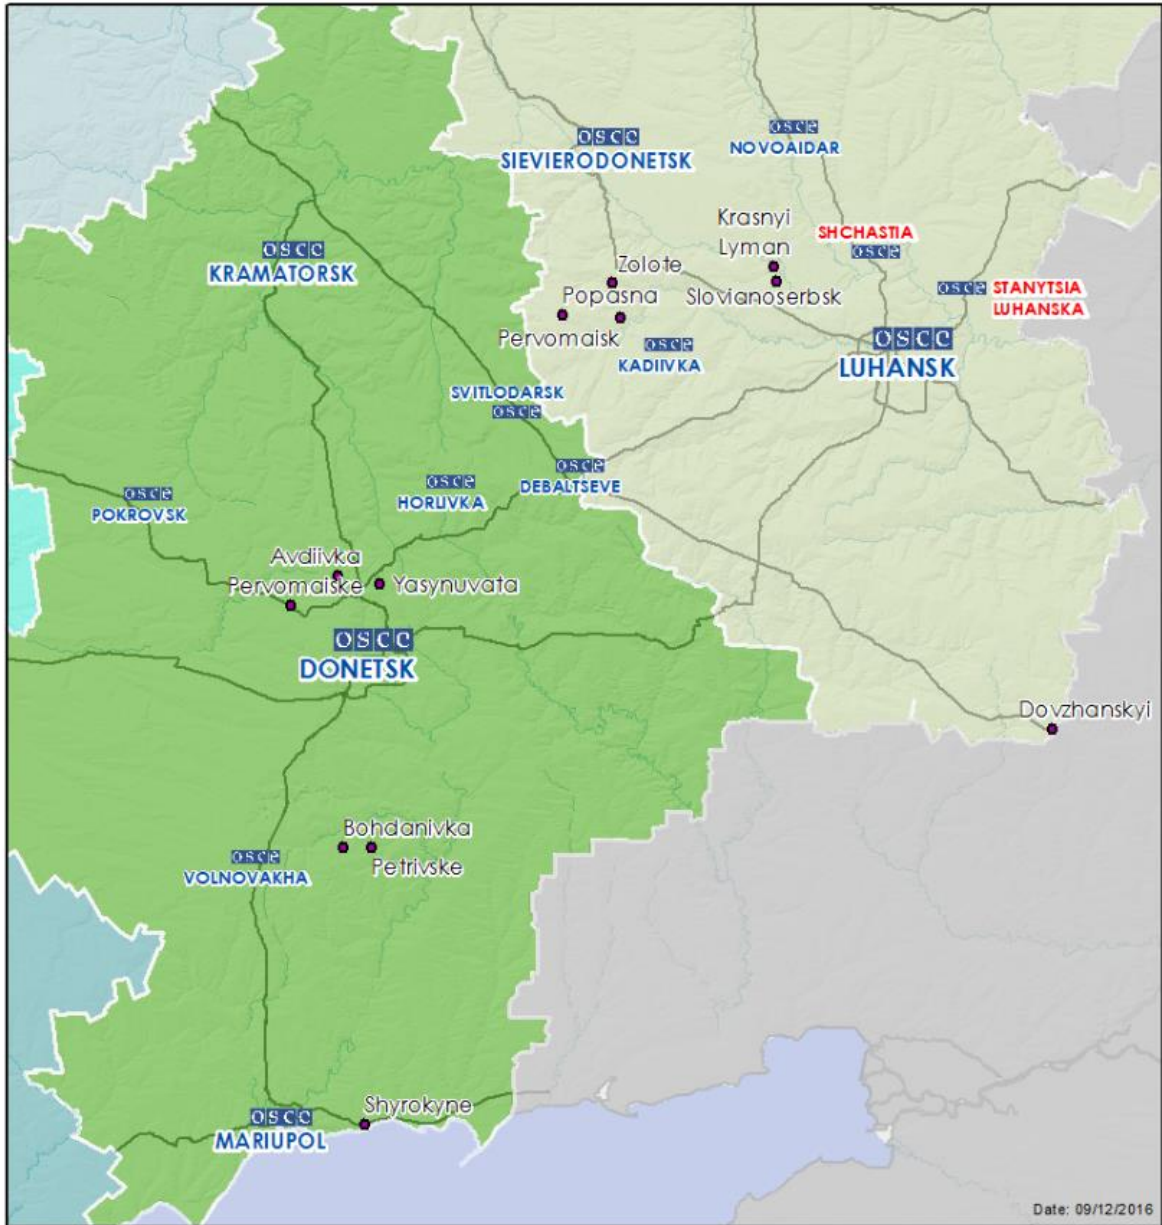 osce
SIEVIERODONETSK
osce
NOVOAIDAR
osce
KRAMATORSK
Krasnyi
Lyman
SHCHASTIA
osce
Zolote
Slovianoserbsk
osce
STANYTSIA
LUHANSKA
Popasna
Pervomaisk
osce
KADIIVKA
osce
LUHANSK
SVITLODARSK
osce
osce
DEBALTSEVE
osce
HORLIVKA
osce
POKROVSK
Avdiivka
Pervomaiske
Yasynuvata
osce
DONETSK
Dovzhanskyi
Bohdanivka
Petrivske
osce
VOLNOVAKHA
Shyrokyne
osce
MARIUPOL
Date: 09/12/2016